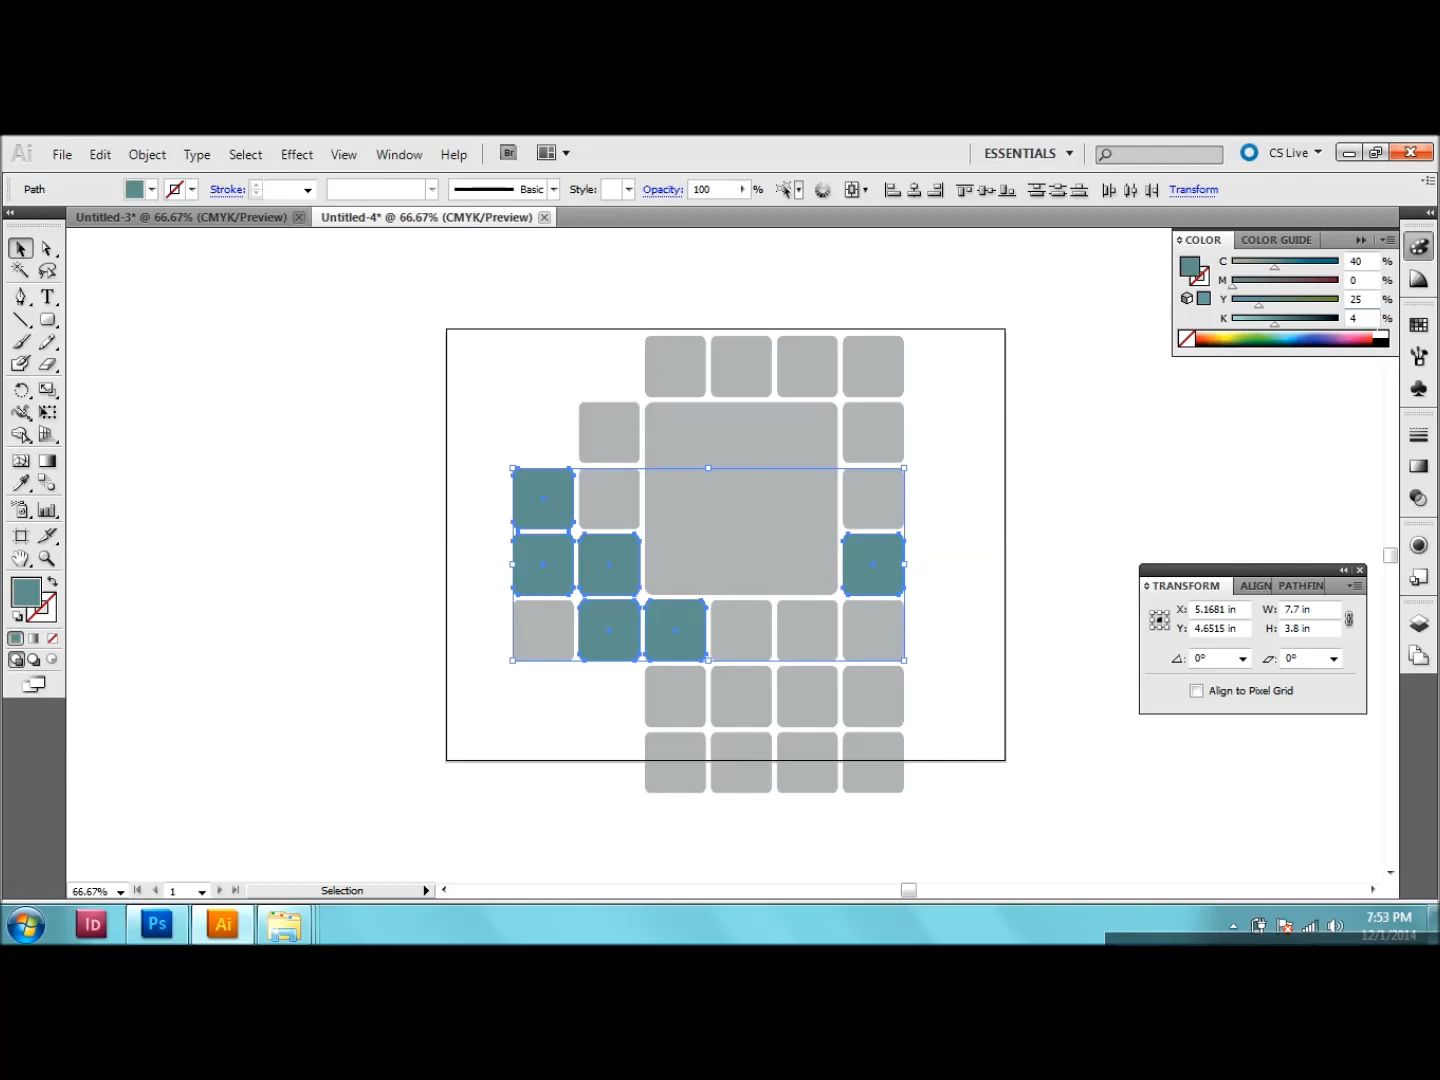 Ai File Edit Object Type Select Effect View Window Help Br ESSENTIALS CS Live
Path Stroke: Basic Style: Opacity: 100 % Transform
Untitled-3* @ 66.67% (CMYK/Preview) Untitled-4* @ 66.67% (CMYK/Preview)
COLOR COLOR GUIDE
C 40 %
M 0 %
Y 25 %
K 4 %
TRANSFORM ALIGN PATHFIN
X: 5.1681 in W: 7.7 in
Y: 4.6515 in H: 3.8 in
0° 0°
Align to Pixel Grid
66.67% 1 Selection
Id Ps Ai 7:53 PM
12/1/2014